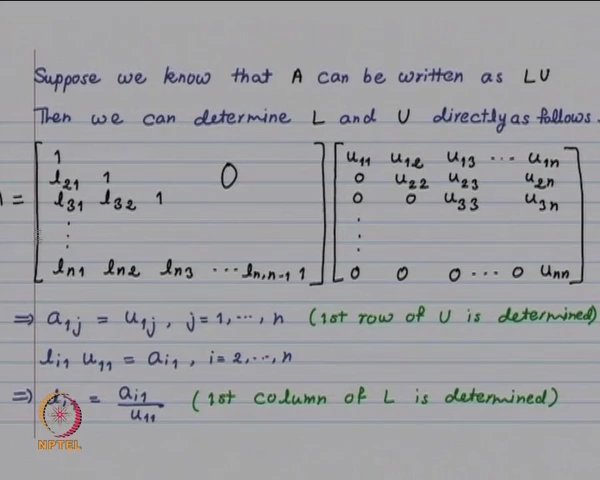 Suppose we know that A can be written as LU
Then we can determine L and U directly as follows.
= [ 1 0 ] [ u11 u12 u13 ... u1n ]
l21 1 0 u22 u23 u2n
l31 l32 1 0 0 u33 u3n
⋮ ⋮
ln1 ln2 ln3 ... ln,n-1 1 0 0 0 ... 0 unn
⇒ a1j = u1j , j=1,..., n (1st row of U is determined)
li1 u11 = ai1 , i=2,..., n
⇒ = ai1/u11 (1st column of L is determined)
NPTEL